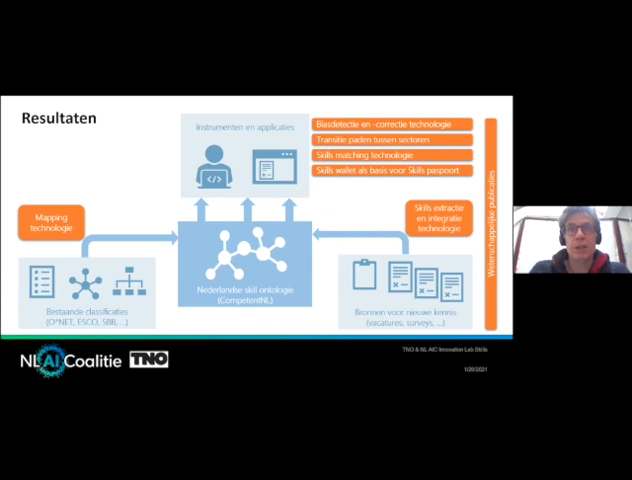 Resultaten
Instrumenten en applicaties
Biasdetectie en -correctie technologie
Transitie paden tussen sectoren
Skills matching technologie
Skills wallet als basis voor Skills paspoort
Mapping
technologie
Skills extractie
en integratie
technologie
Wetenschappelijke publicaties
Nederlandse skill ontologie
(CompetentNL)
Bestaande classificaties
(O*NET, ESCO, SBB, ...)
Bronnen voor nieuwe kennis
(vacatures, surveys, ...)
NL AI Coalitie TNO
TNO & NL AIC Innovation Lab Skills
1/20/2021